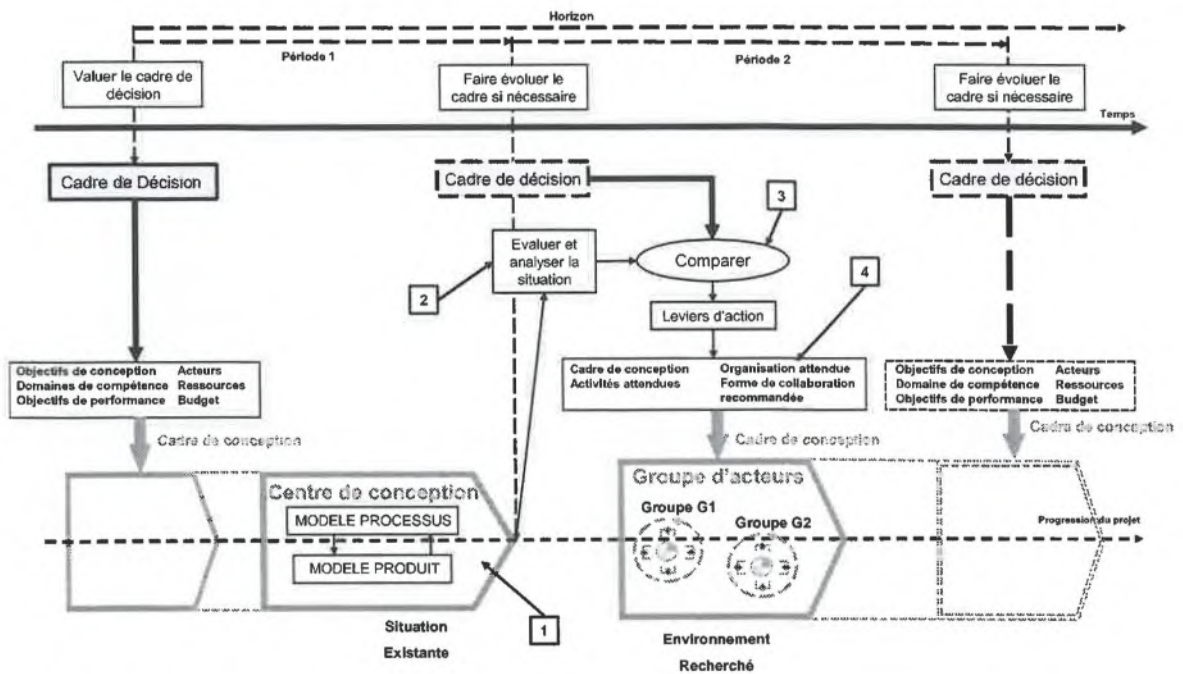 Horizon
Période 1
Période 2
Valuer le cadre de
décision
Faire évoluer le
cadre si nécessaire
Faire évoluer le
cadre si nécessaire
Temps
Cadre de Décision
Cadre de décision
Cadre de décision
3
Evaluer et
analyser la
situation
Comparer
2
4
Leviers d'action
Objectifs de conception Acteurs
Domaines de compétence Ressources
Objectifs de performance Budget
Cadre de conception Organisation attendue
Activités attendues Forme de collaboration
recommandée
Objectifs de conception Acteurs
Domaine de compétence Ressources
Objectifs de performance Budget
Cadre de conception
Cadre de conception
Cadre de conception
Centre de conception
MODELE PROCESSUS
MODELE PRODUIT
Groupe d'acteurs
Groupe G1
Groupe G2
Progression du projet
1
Situation
Existante
Environnement
Recherché